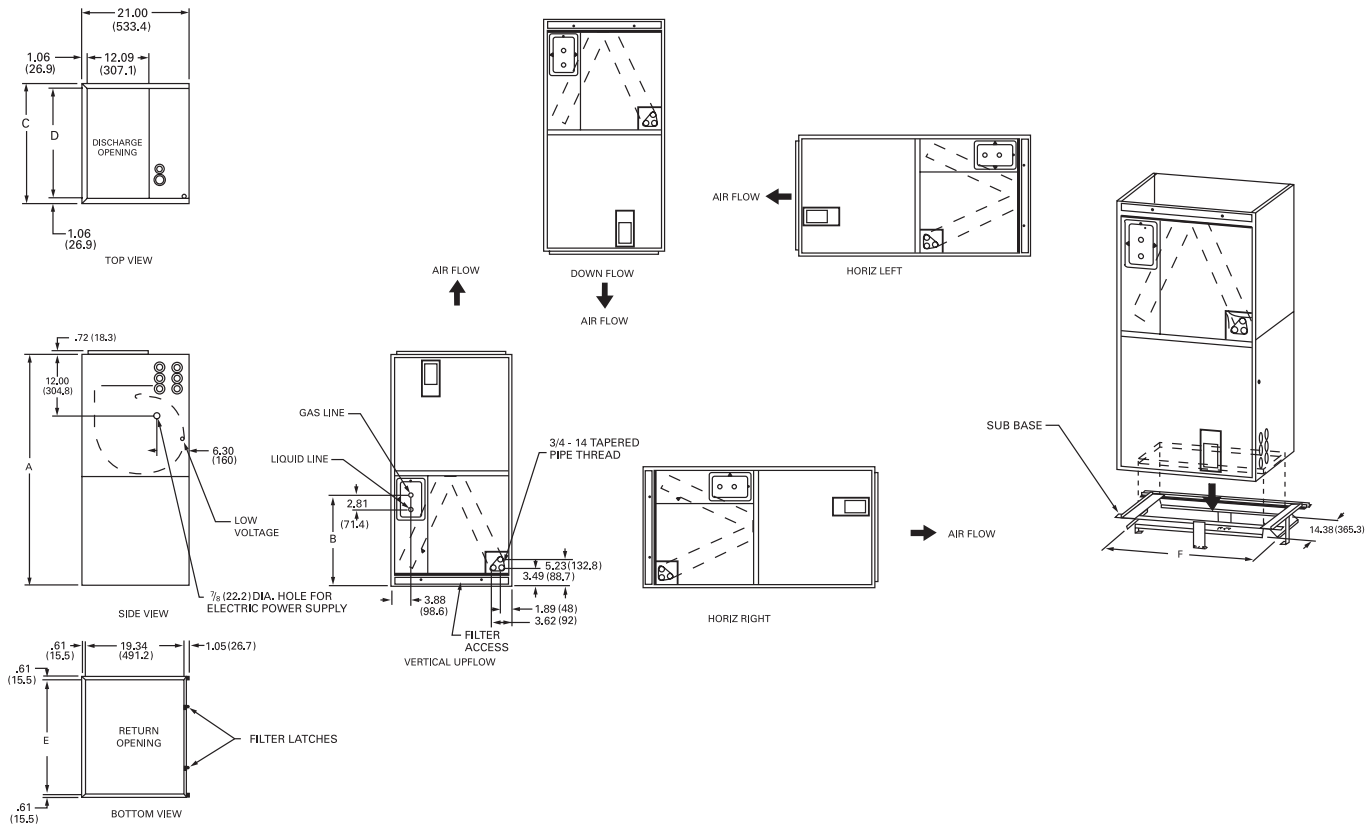 21.00
(533.4)
1.06
(26.9)
12.09
(307.1)
C
D
DISCHARGE
OPENING
1.06
(26.9)
TOP VIEW
DOWN FLOW
AIR FLOW
AIR FLOW
HORIZ LEFT
AIR FLOW
.72 (18.3)
12.00
(304.8)
A
6.30
(160)
LOW
VOLTAGE
7/8 (22.2) DIA. HOLE FOR
ELECTRIC POWER SUPPLY
SIDE VIEW
GAS LINE
LIQUID LINE
3/4 - 14 TAPERED
PIPE THREAD
2.81
(71.4)
B
5.23 (132.8)
3.49 (88.7)
3.88
(98.6)
1.89 (48)
3.62 (92)
FILTER
ACCESS
VERTICAL UPFLOW
AIR FLOW
HORIZ RIGHT
SUB BASE
14.38 (365.3)
F
.61
(15.5)
19.34
(491.2)
1.05 (26.7)
.61
(15.5)
E
RETURN
OPENING
FILTER LATCHES
.61
(15.5)
BOTTOM VIEW